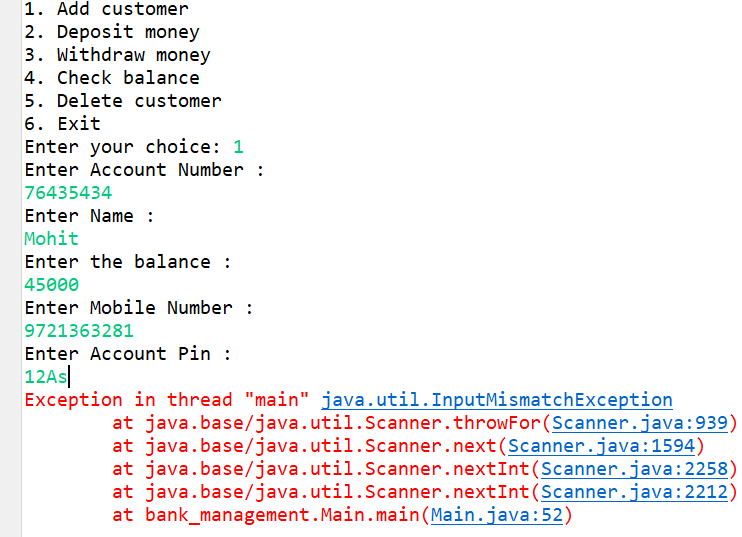 1. Add customer
2. Deposit money
3. Withdraw money
4. Check balance
5. Delete customer
6. Exit
Enter your choice: 1
Enter Account Number :
76435434
Enter Name :
Mohit
Enter the balance :
45000
Enter Mobile Number :
9721363281
Enter Account Pin :
12As
Exception in thread "main" java.util.InputMismatchException
	at java.base/java.util.Scanner.throwFor(Scanner.java:939)
	at java.base/java.util.Scanner.next(Scanner.java:1594)
	at java.base/java.util.Scanner.nextInt(Scanner.java:2258)
	at java.base/java.util.Scanner.nextInt(Scanner.java:2212)
	at bank_management.Main.main(Main.java:52)